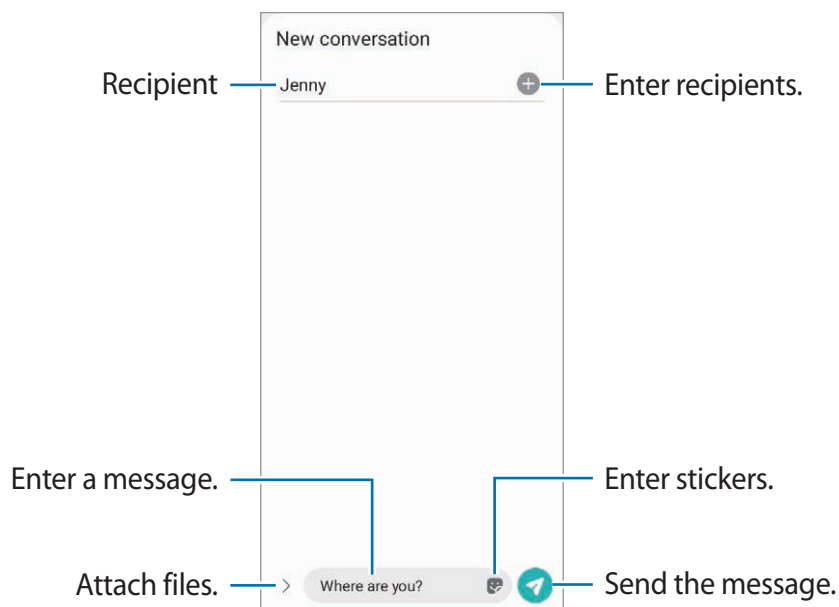 New conversation
Recipient
Jenny
Enter recipients.
Enter a message.
Enter stickers.
Attach files.
Where are you?
Send the message.